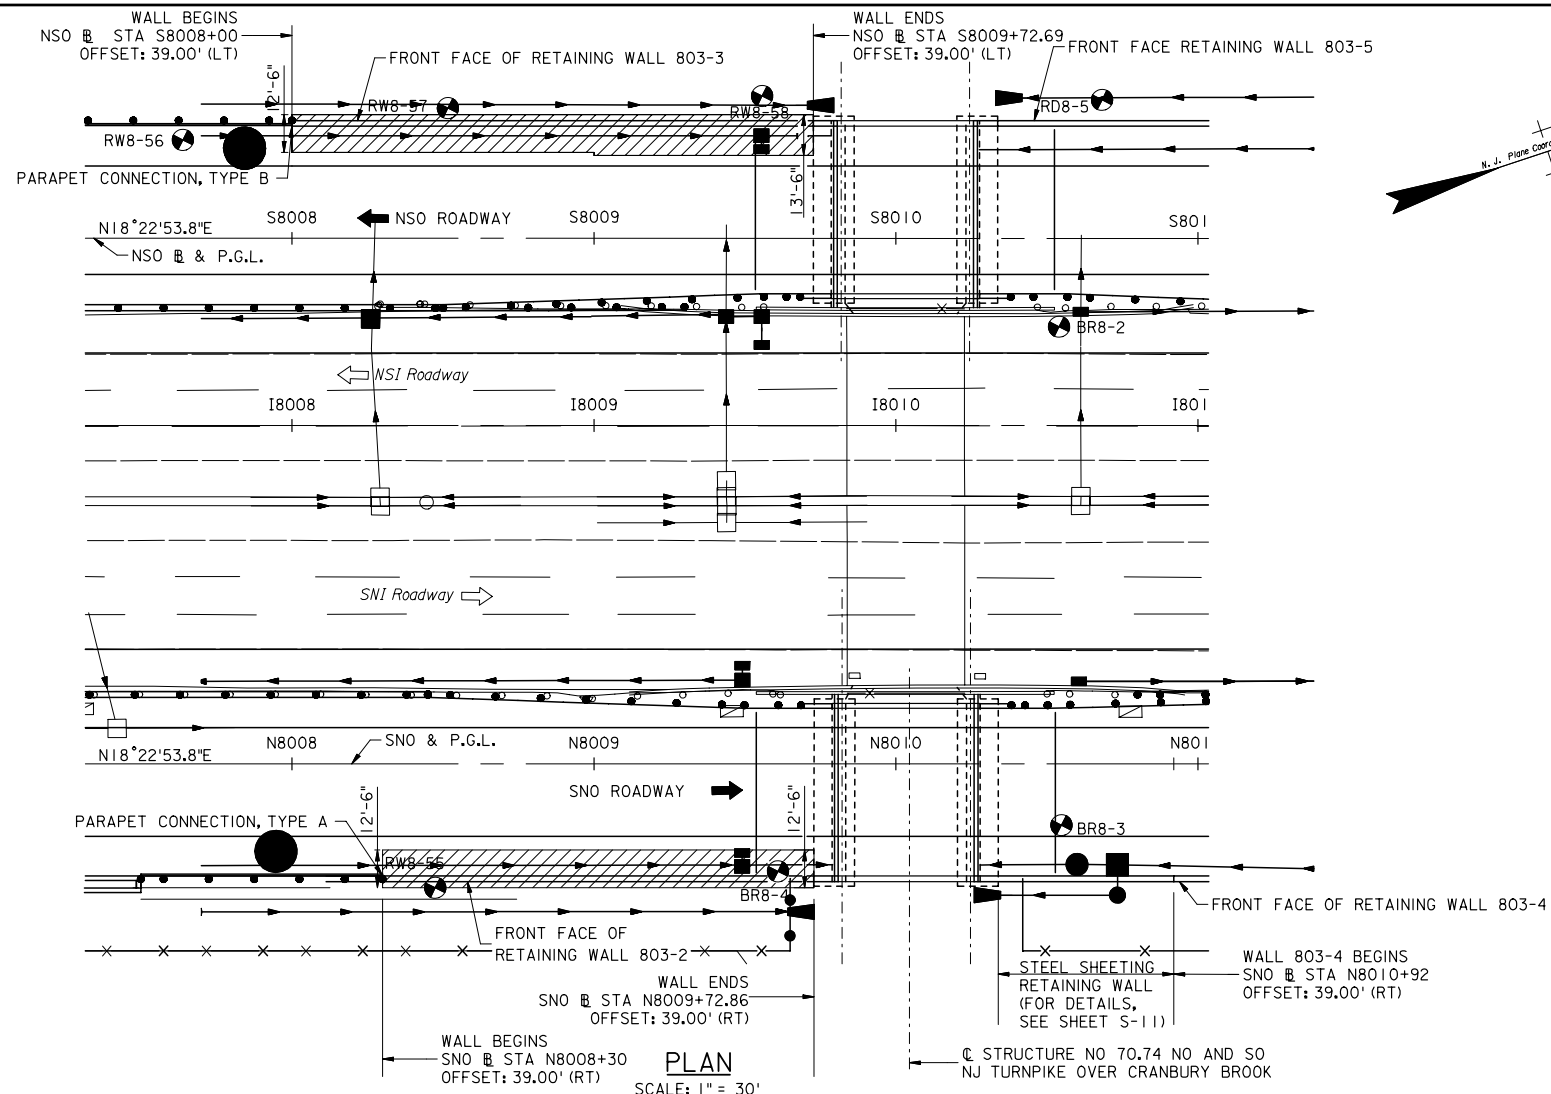 WALL BEGINS
NSO ℄ STA S8008+00
OFFSET: 39.00' (LT)
WALL ENDS
NSO ℄ STA S8009+72.69
OFFSET: 39.00' (LT)
FRONT FACE OF RETAINING WALL 803-3
FRONT FACE RETAINING WALL 803-5
12'-6"
RW8-57
RW8-58
RD8-5
RW8-56
N. J. Plane
PARAPET CONNECTION, TYPE B
13'-6"
S8008
NSO ROADWAY
S8009
S8010
S801
N18°22'53.8"E
NSO ℄ & P.G.L.
BR8-2
NSI Roadway
I8008
I8009
I8010
I801
SNI Roadway
N8008
SNO & P.G.L.
N8009
N8010
N801
N18°22'53.8"E
SNO ROADWAY
12'-6"
12'-6"
PARAPET CONNECTION, TYPE A
BR8-3
RW8-55
BR8-4
FRONT FACE OF RETAINING WALL 803-4
FRONT FACE OF
RETAINING WALL 803-2
WALL ENDS
SNO ℄ STA N8009+72.86
OFFSET: 39.00' (RT)
STEEL SHEETING
RETAINING WALL
(FOR DETAILS,
SEE SHEET S-11)
WALL 803-4 BEGINS
SNO ℄ STA N8010+92
OFFSET: 39.00' (RT)
WALL BEGINS
SNO ℄ STA N8008+30
OFFSET: 39.00' (RT)
PLAN
SCALE: 1" = 30'
℄ STRUCTURE NO 70.74 NO AND SO
NJ TURNPIKE OVER CRANBURY BROOK